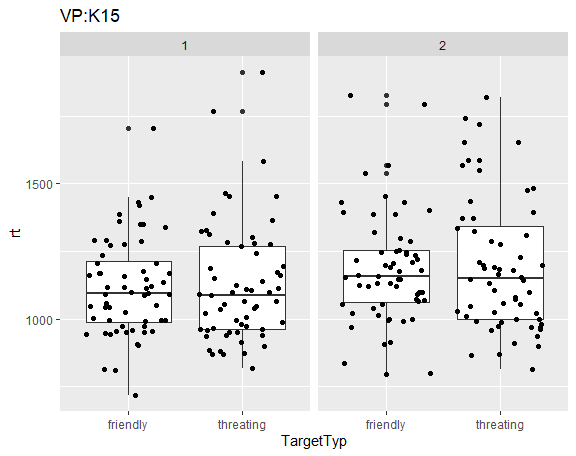 VP:K15
1
2
rt
1500
1000
friendly
threating
friendly
threating
TargetTyp